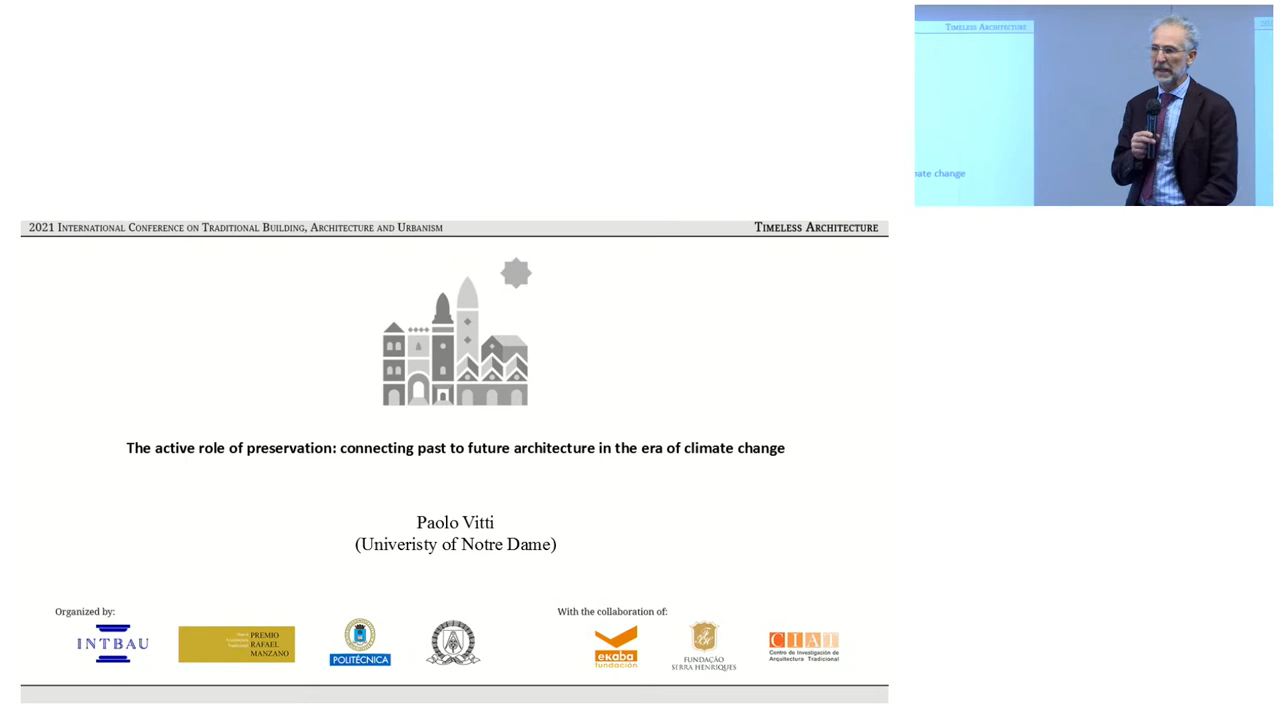 TIMELESS ARCHITECTURE
ate change
2021 INTERNATIONAL CONFERENCE ON TRADITIONAL BUILDING, ARCHITECTURE AND URBANISM
TIMELESS ARCHITECTURE
The active role of preservation: connecting past to future architecture in the era of climate change
Paolo Vitti
(Univeristy of Notre Dame)
Organized by:
With the collaboration of:
INTBAU
PREMIO
RAFAEL
MANZANO
POLITÉCNICA
ekaba
fundación
FUNDAÇÃO
SERRA HENRIQUES
CIAT
Centro de Investigación de
Arquitectura Tradicional